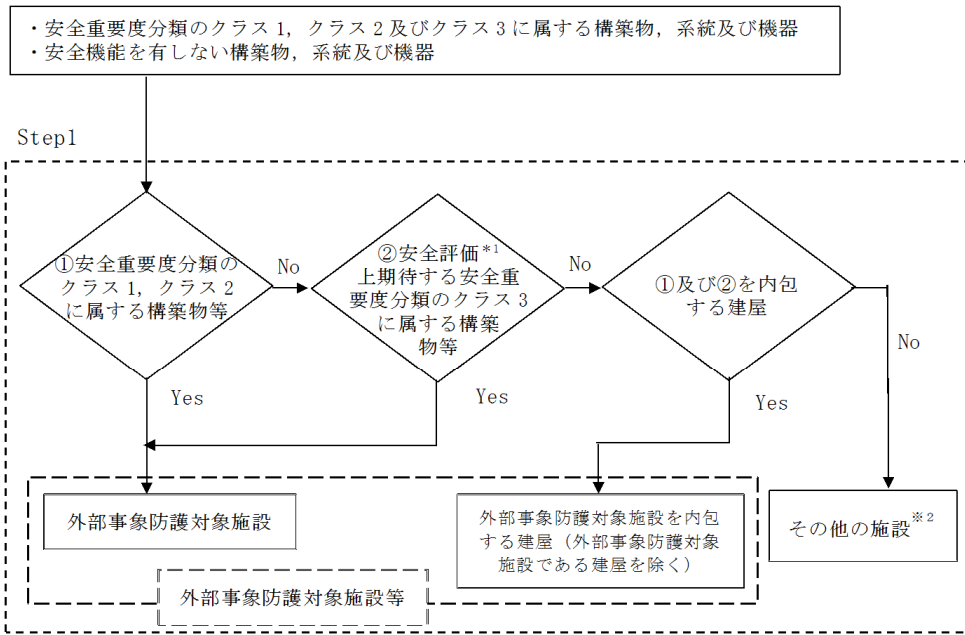 ・安全重要度分類のクラス1，クラス2及びクラス3に属する構築物，系統及び機器
・安全機能を有しない構築物，系統及び機器
Step1
①安全重要度分類の
クラス1，クラス2
に属する構築物等
No
②安全評価*1
上期待する安全重
要度分類のクラス3
に属する構築
物等
No
①及び②を内包
する建屋
No
Yes
Yes
Yes
外部事象防護対象施設
外部事象防護対象施設を内包
する建屋（外部事象防護対象
施設である建屋を除く）
その他の施設※2
外部事象防護対象施設等